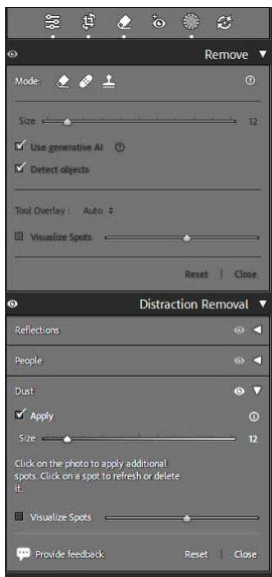 Remove
Mode:
Size 12
Use generative AI
Detect objects
Tool Overlay : Auto
Visualize Spots
Reset | Close
Distraction Removal
Reflections
People
Dust
Apply
Size 12
Click on the photo to apply additional
spots. Click on a spot to refresh or delete
it.
Visualize Spots
Provide feedback Reset | Close